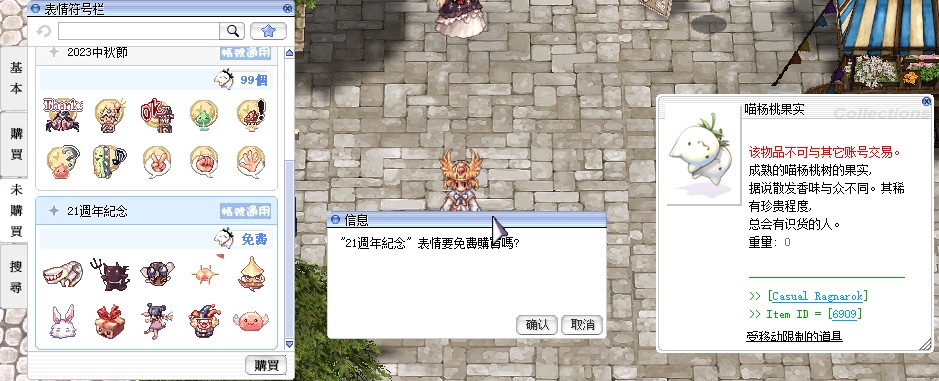 表情符号栏
基本
購買
未購買
搜尋
2023中秋節
帳號通用
99個
Thanks
OK
21週年紀念
帳號通用
免費
購買
信息
"21週年紀念" 表情要免費購買嗎?
确认
取消
喵杨桃果实
Collections
该物品不可与其它账号交易。
成熟的喵杨桃树的果实,
据说散发香味与众不同。其稀
有珍贵程度,
总会有识货的人。
重量: 0
>> [Casual Ragnarok]
>> Item ID = [6909]
受移动限制的道具